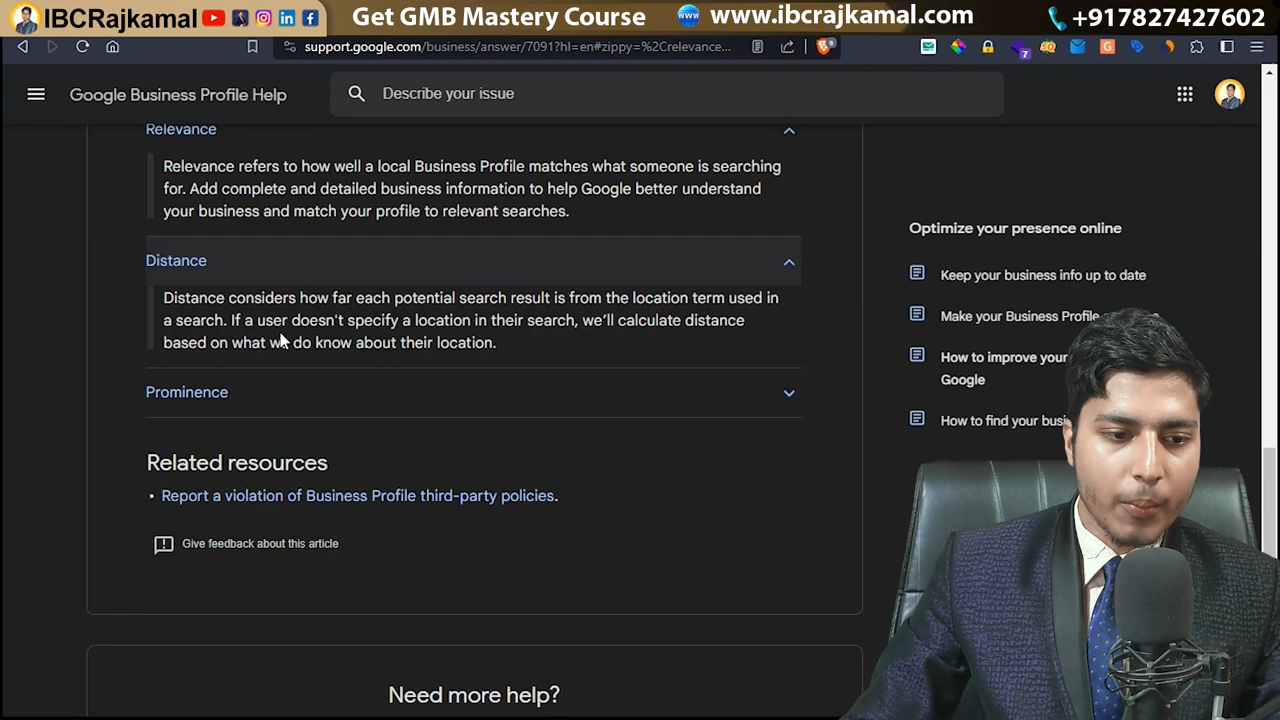 IBCRajkamal
Get GMB Mastery Course
www.ibcrajkamal.com
+917827427602
support.google.com/business/answer/7091?hl=en#zippy=%2Crelevance...
Google Business Profile Help
Describe your issue
Relevance
Relevance refers to how well a local Business Profile matches what someone is searching
for. Add complete and detailed business information to help Google better understand
your business and match your profile to relevant searches.
Distance
Distance considers how far each potential search result is from the location term used in
a search. If a user doesn't specify a location in their search, we'll calculate distance
based on what we do know about their location.
Prominence
Related resources
• Report a violation of Business Profile third-party policies.
Give feedback about this article
Need more help?
Optimize your presence online
Keep your business info up to date
Make your Business Profile
How to improve your
Google
How to find your
7
9